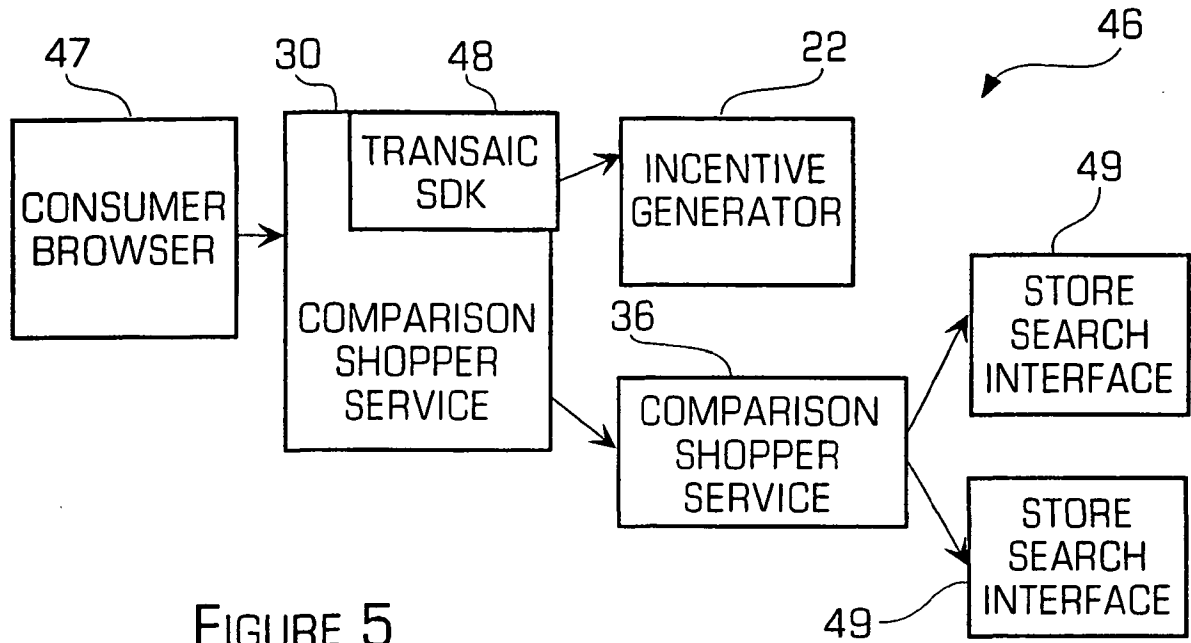 46
47
30
48
22
CONSUMER
BROWSER
TRANSAIC
SDK
INCENTIVE
GENERATOR
COMPARISON
SHOPPER
SERVICE
36
COMPARISON
SHOPPER
SERVICE
49
STORE
SEARCH
INTERFACE
STORE
SEARCH
INTERFACE
49
FIGURE 5